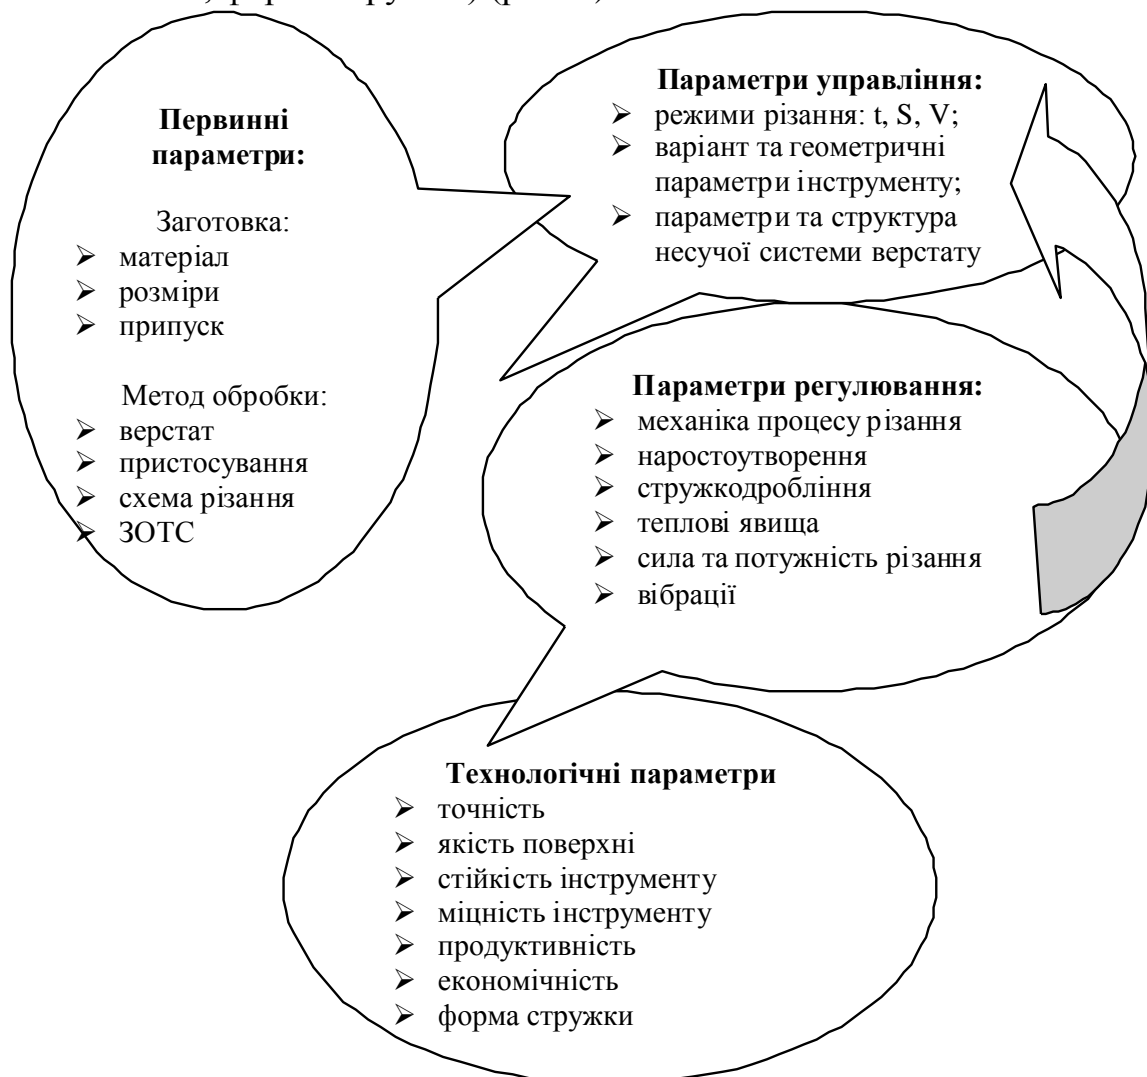 Первинні
параметри:
Заготовка:
➢ матеріал
➢ розміри
➢ припуск
Метод обробки:
➢ верстат
➢ пристосування
➢ схема різання
➢ ЗОТС
Параметри управління:
➢ режими різання: t, S, V;
➢ варіант та геометричні
параметри інструменту;
➢ параметри та структура
несучої системи верстату
Параметри регулювання:
➢ механіка процесу різання
➢ наростоутворення
➢ стружкодробління
➢ теплові явища
➢ сила та потужність різання
➢ вібрації
Технологічні параметри
➢ точність
➢ якість поверхні
➢ стійкість інструменту
➢ міцність інструменту
➢ продуктивність
➢ економічність
➢ форма стружки